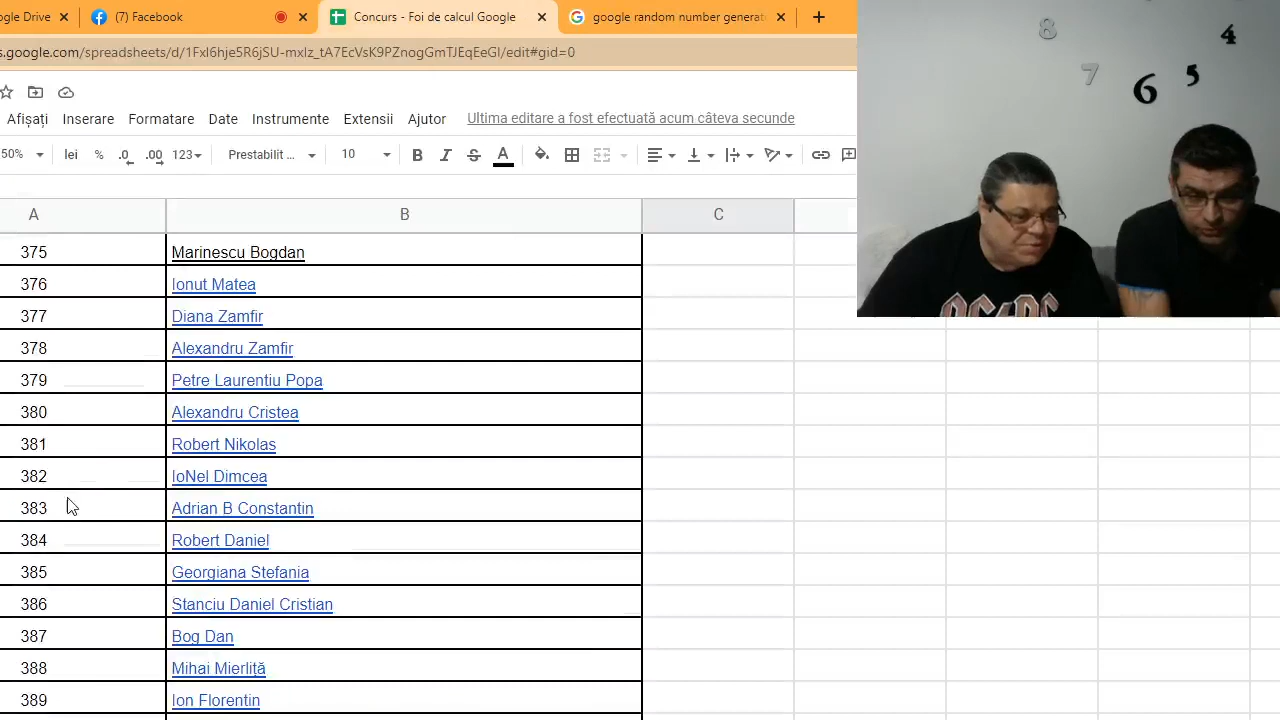 ogle Drive
(7) Facebook
Concurs - Foi de calcul Google
google random number generat
s.google.com/spreadsheets/d/1Fxl6hje5R6jSU-mxlz_tA7EcVsK9PZnogGmTJEqEeGI/edit#gid=0
Afișați Inserare Formatare Date Instrumente Extensii Ajutor Ultima editare a fost efectuată acum câteva secunde
50% lei % .0 .00 123 Prestabilit ... 10 B I S A
A B C
375 Marinescu Bogdan
376 Ionut Matea
377 Diana Zamfir
378 Alexandru Zamfir
379 Petre Laurentiu Popa
380 Alexandru Cristea
381 Robert Nikolas
382 IoNel Dimcea
383 Adrian B Constantin
384 Robert Daniel
385 Georgiana Stefania
386 Stanciu Daniel Cristian
387 Bog Dan
388 Mihai Mierliță
389 Ion Florentin
8 4
7 6 5
AC DC